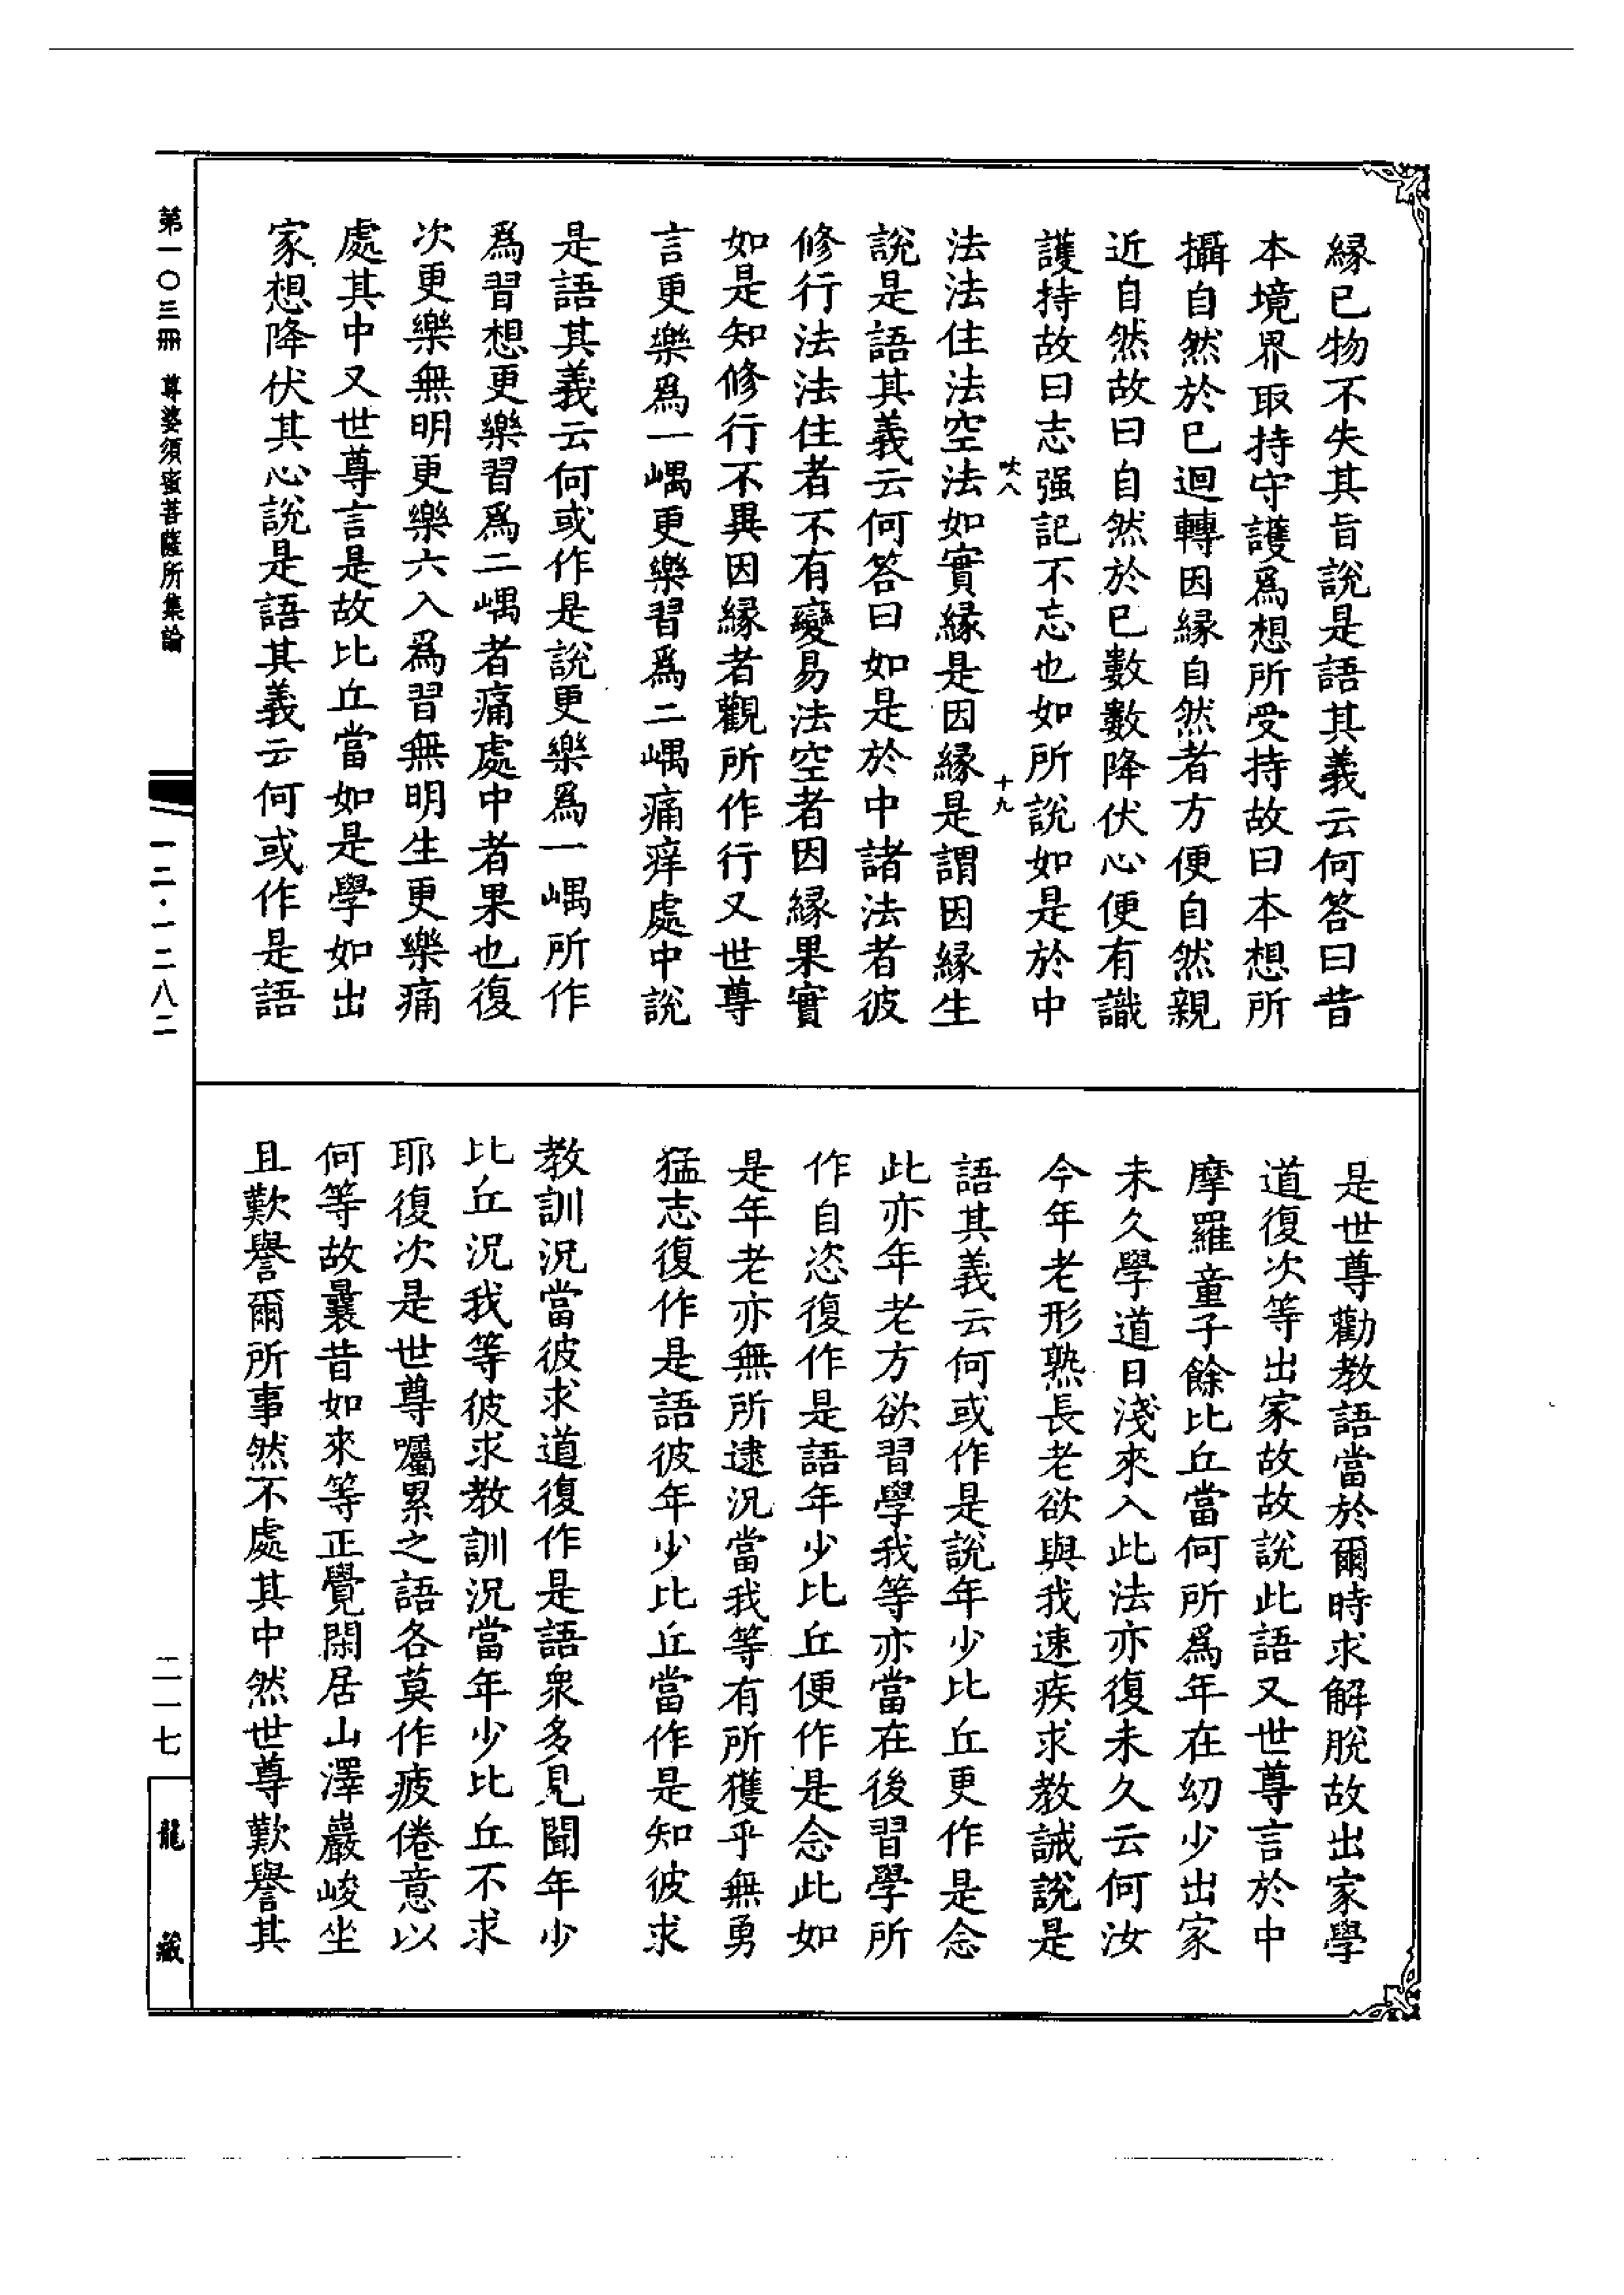 緣已物不失其旨說是語其義云何答曰昔
本境界取持守護爲想所受持故曰本想所
攝自然於已迴轉因緣自然者方便自然親
近自然故曰自然於已數數降伏心便有識
護持故曰志强記不忘也如所說如是於中
吠八 十九
法法住法空法如實緣是因緣是謂因緣生
說是語其義云何答曰如是於中諸法者彼
修行法法住者不有變易法空者因緣果實
如是知修行不異因緣者觀所作行又世尊
言更樂爲一嵎更樂習爲二嵎痛痒處中說
是語其義云何或作是說更樂爲一嵎所作
爲習想更樂習爲二嵎者痛處中者果也復
次更樂無明更樂六入爲習無明生更樂痛
處其中又世尊言是故比丘當如是學如出
家想降伏其心說是語其義云何或作是語
是世尊勸教語當於爾時求解脫故出家學
道復次等出家故故說此語又世尊言於中
摩羅童子餘比丘當何所爲年在幼少出家
未久學道日淺來入此法亦復未久云何汝
今年老形熟長老欲與我速疾求教誡說是
語其義云何或作是說年少比丘更作是念
此亦年老方欲習學我等亦當在後習學所
作自恣復作是語年少比丘便作是念此如
是年老亦無所逮況當我等有所獲乎無勇
猛志復作是語彼年少比丘當作是知彼求
教訓況當彼求道復作是語衆多見聞年少
比丘況我等彼求教訓況當年少比丘不求
耶復次是世尊囑累之語各莫作疲倦意以
何等故曩昔如來等正覺閑居山澤巖峻坐
且歎譽爾所事然不處其中然世尊歎譽其
第一〇三冊 尊婆須蜜菩薩所集論
一二·一二八二
二一七
龍藏